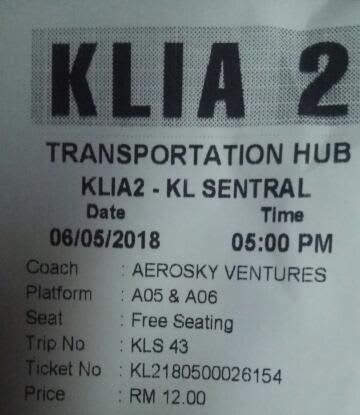 KLIA 2
TRANSPORTATION HUB
KLIA2 - KL SENTRAL
Date Time
06/05/2018 05:00 PM
Coach : AEROSKY VENTURES
Platform : A05 & A06
Seat : Free Seating
Trip No : KLS 43
Ticket No : KL2180500026154
Price : RM 12.00